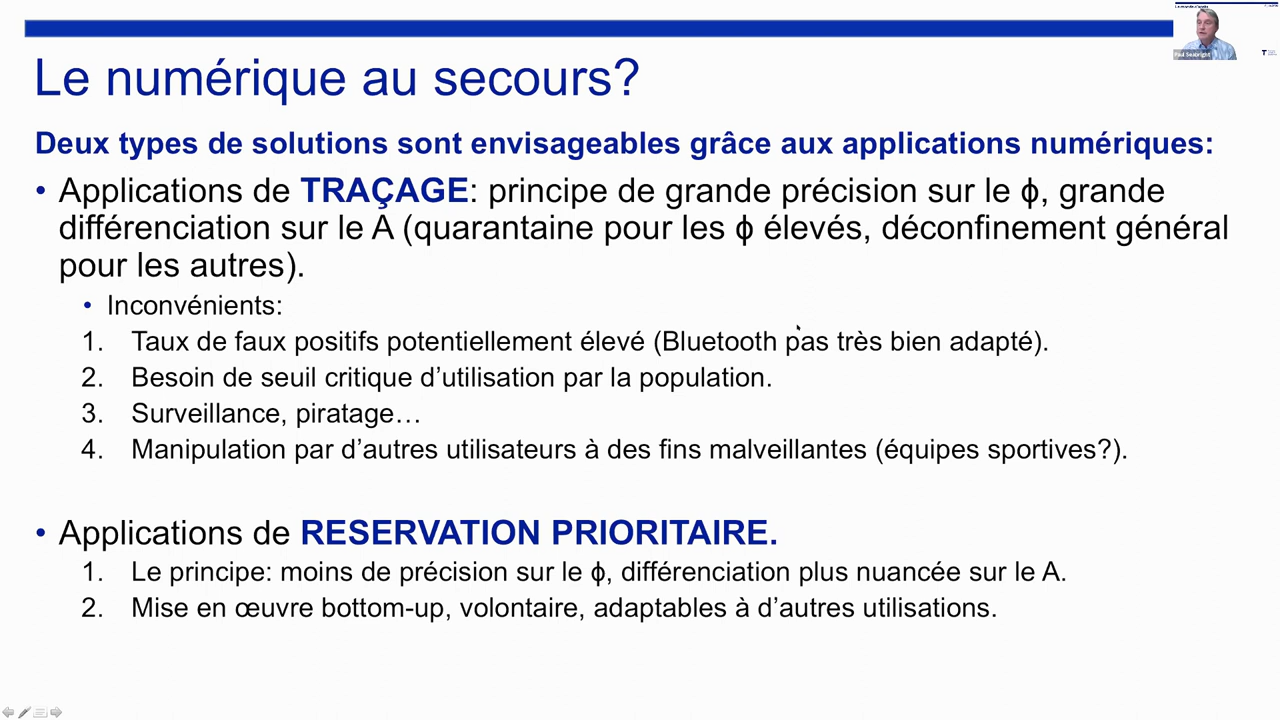 Le numérique au secours?
Deux types de solutions sont envisageables grâce aux applications numériques:
• Applications de TRAÇAGE: principe de grande précision sur le ϕ, grande
différenciation sur le A (quarantaine pour les ϕ élevés, déconfinement général
pour les autres).
• Inconvénients:
1. Taux de faux positifs potentiellement élevé (Bluetooth pas très bien adapté).
2. Besoin de seuil critique d’utilisation par la population.
3. Surveillance, piratage…
4. Manipulation par d’autres utilisateurs à des fins malveillantes (équipes sportives?).
• Applications de RESERVATION PRIORITAIRE.
1. Le principe: moins de précision sur le ϕ, différenciation plus nuancée sur le A.
2. Mise en œuvre bottom-up, volontaire, adaptables à d’autres utilisations.
Paul Seabright